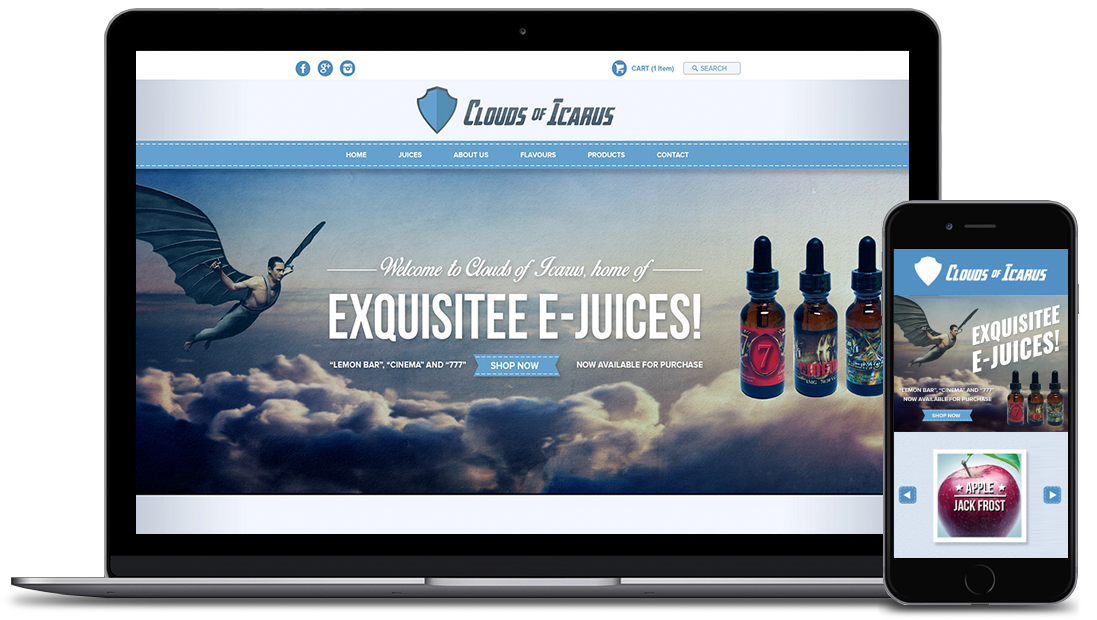 CART (1 Item)
SEARCH
CLOUDS OF ICARUS
HOME JUICES ABOUT US FLAVOURS PRODUCTS CONTACT
Welcome to Clouds of Icarus, home of
EXQUISITEE E-JUICES!
"LEMON BAR", "CINEMA" AND "777" SHOP NOW NOW AVAILABLE FOR PURCHASE
7
CINEMA
CLOUDS OF ICARUS
EXQUISITEE
E-JUICES!
"LEMON BAR", "CINEMA" AND "777"
NOW AVAILABLE FOR PURCHASE
SHOP NOW
7
APPLE
JACK FROST